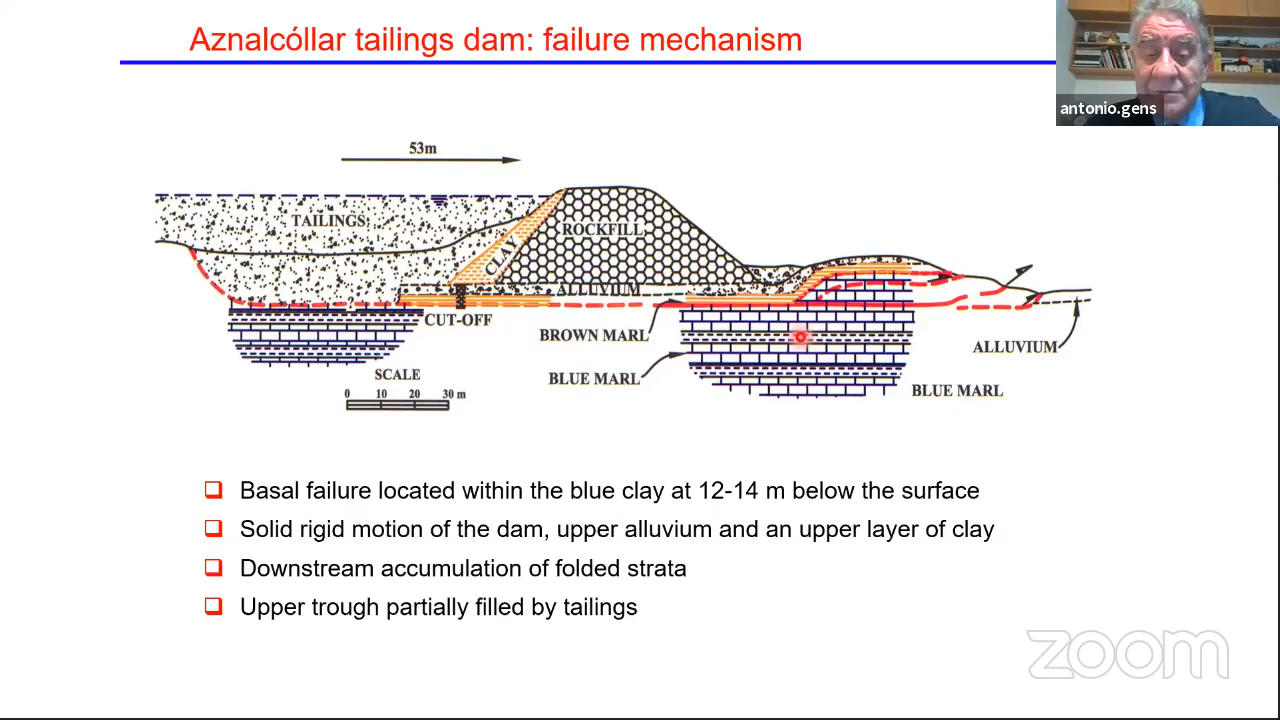 Aznalcóllar tailings dam: failure mechanism
antonio.gens
53m
TAILINGS
CLAY
ROCKFILL
ALLUVIUM
CUT-OFF
BROWN MARL
ALLUVIUM
BLUE MARL
SCALE
0 10 20 30 m
BLUE MARL
Basal failure located within the blue clay at 12-14 m below the surface
Solid rigid motion of the dam, upper alluvium and an upper layer of clay
Downstream accumulation of folded strata
Upper trough partially filled by tailings
zoom